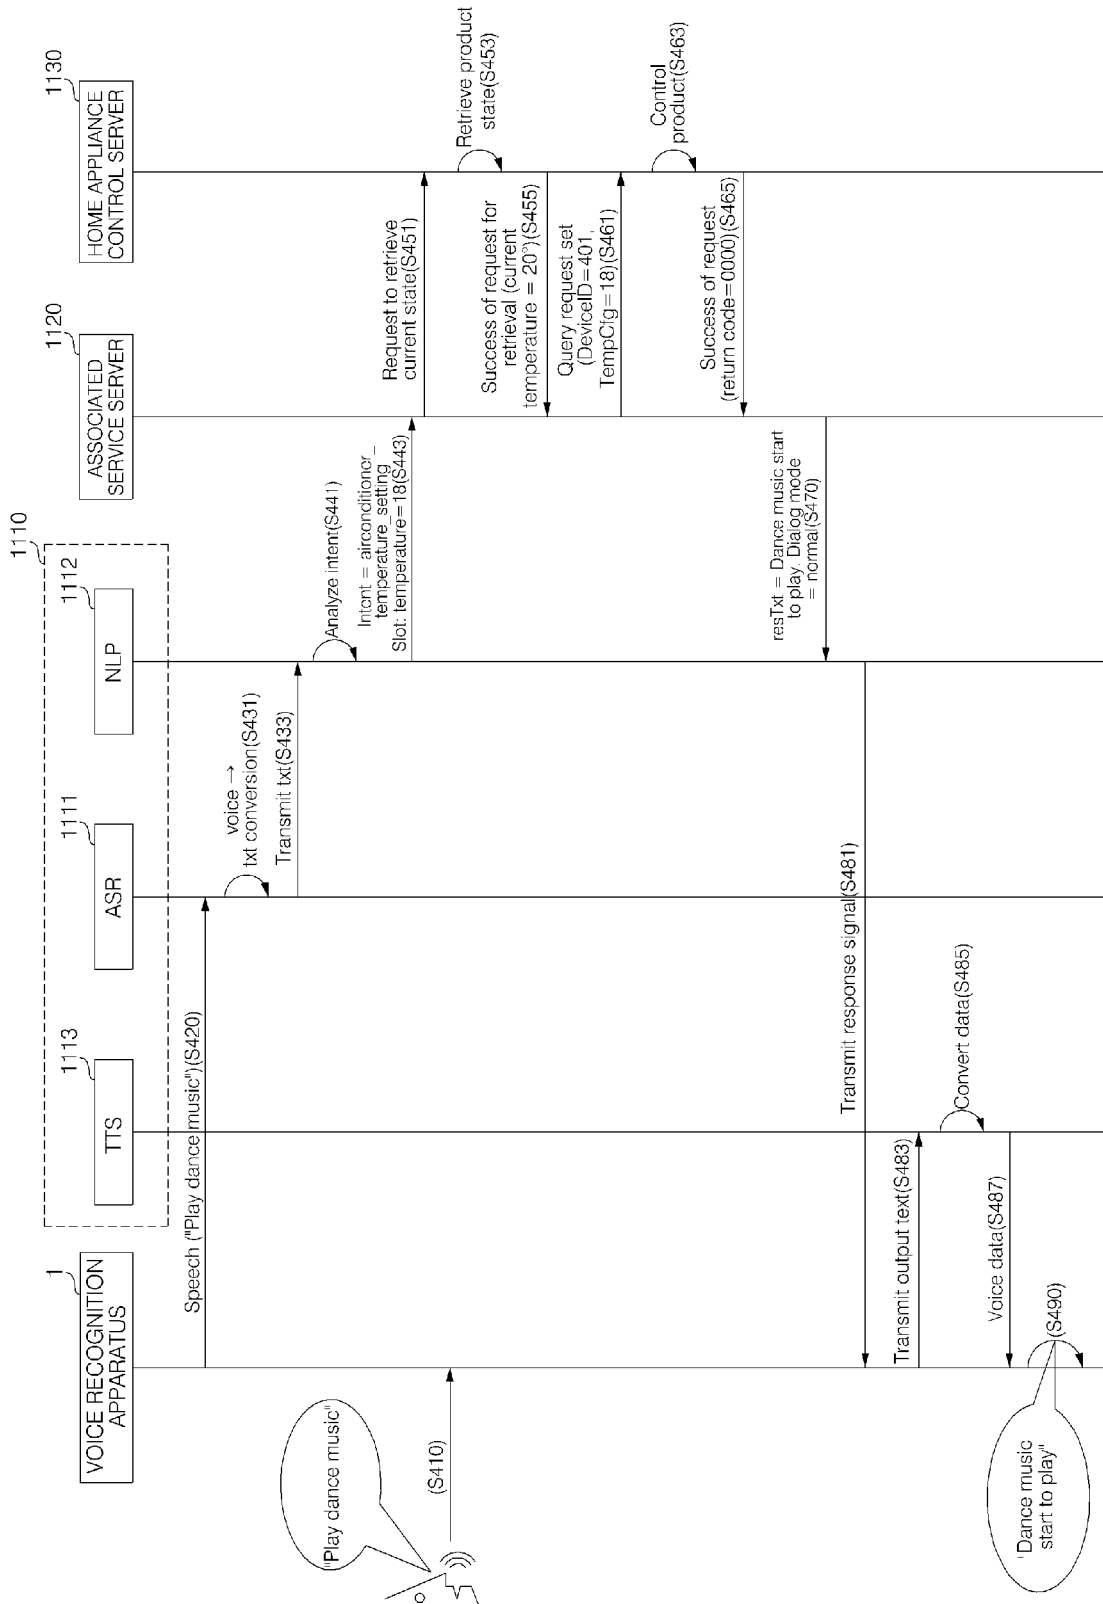 1
VOICE RECOGNITION
APPARATUS
1110
1113
TTS
1111
ASR
1112
NLP
1120
ASSOCIATED
SERVICE SERVER
1130
HOME APPLIANCE
CONTROL SERVER
"Play dance music"
(S410)
Speech ("Play dance music")(S420)
voice →
txt conversion(S431)
Transmit txt(S433)
Analyze intent(S441)
Intent = airconditioner_
temperature_setting
Slot: temperature=18(S443)
Request to retrieve
current state(S451)
Retrieve product
state(S453)
Success of request for
retrieval (current
temperature = 20°)(S455)
Query request set
(DeviceID=401,
TempCfg=18)(S461)
Control
product(S463)
Success of request
(return code=0000)(S465)
resTxt = Dance music start
to play. Dialog mode
= normal(S470)
Transmit response signal(S481)
Transmit output text(S483)
Convert data(S485)
Voice data(S487)
(S490)
"Dance music
start to play"